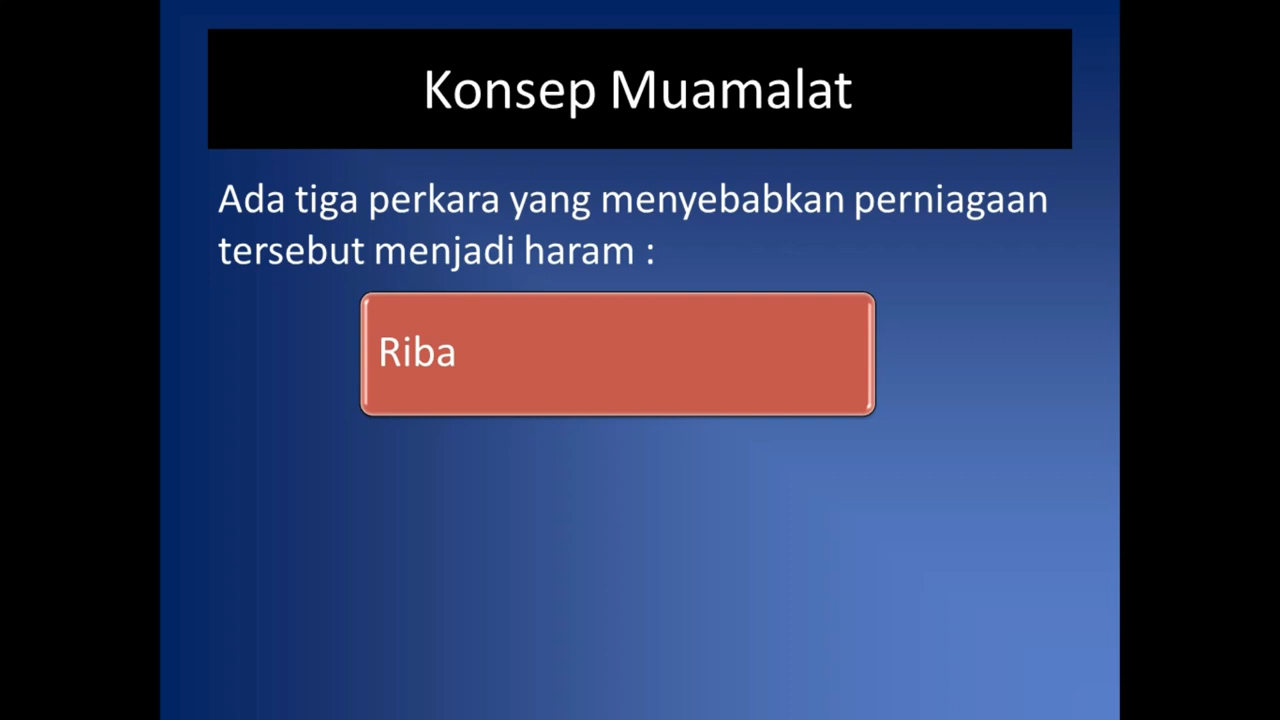 Konsep Muamalat
Ada tiga perkara yang menyebabkan perniagaan
tersebut menjadi haram :
Riba